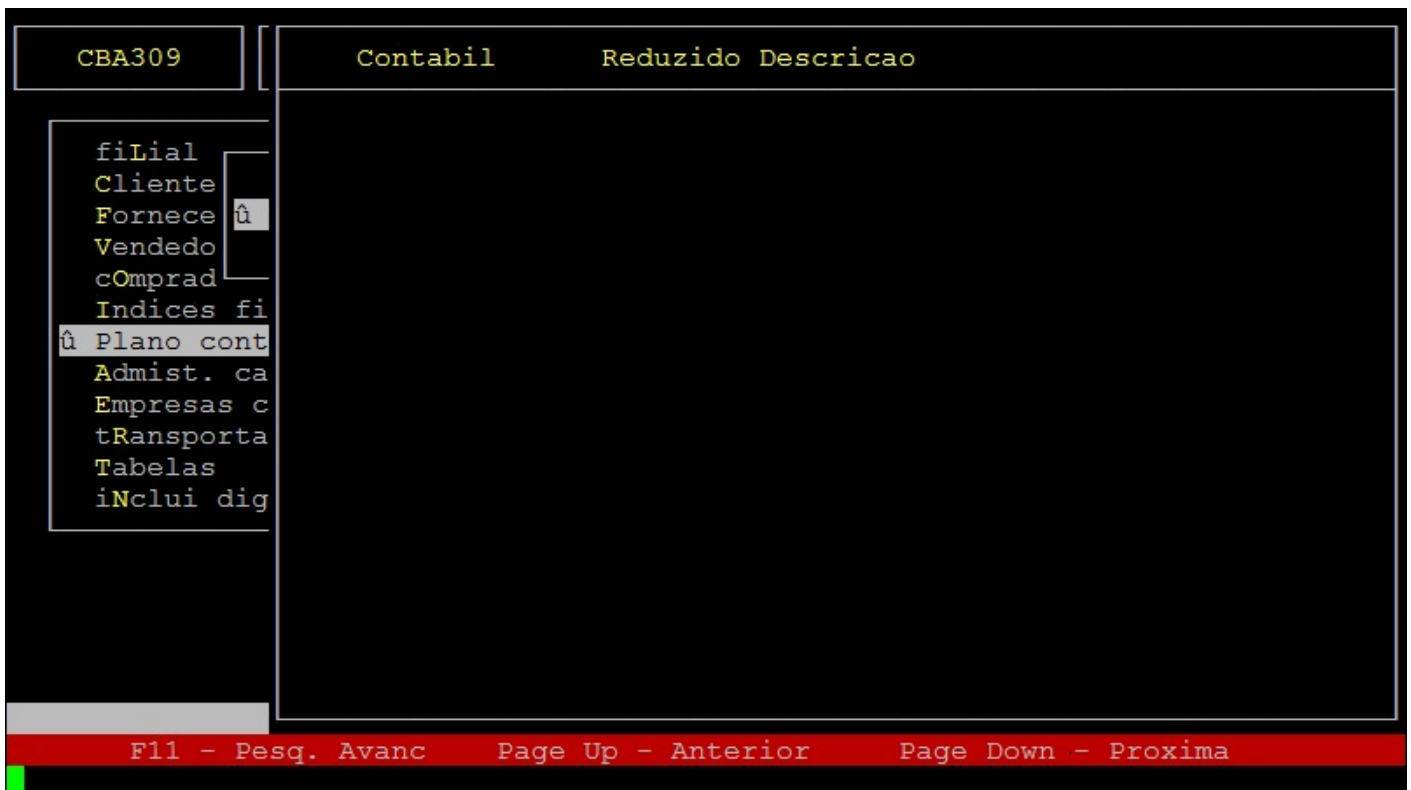 CBA309 Contabil Reduzido Descricao
fiLial
Cliente
Fornece û
Vendedo
cOmprad
Indices fi
û Plano cont
Admist. ca
Empresas c
tRansporta
Tabelas
iNclui dig
F11 - Pesq. Avanc Page Up - Anterior Page Down - Proxima